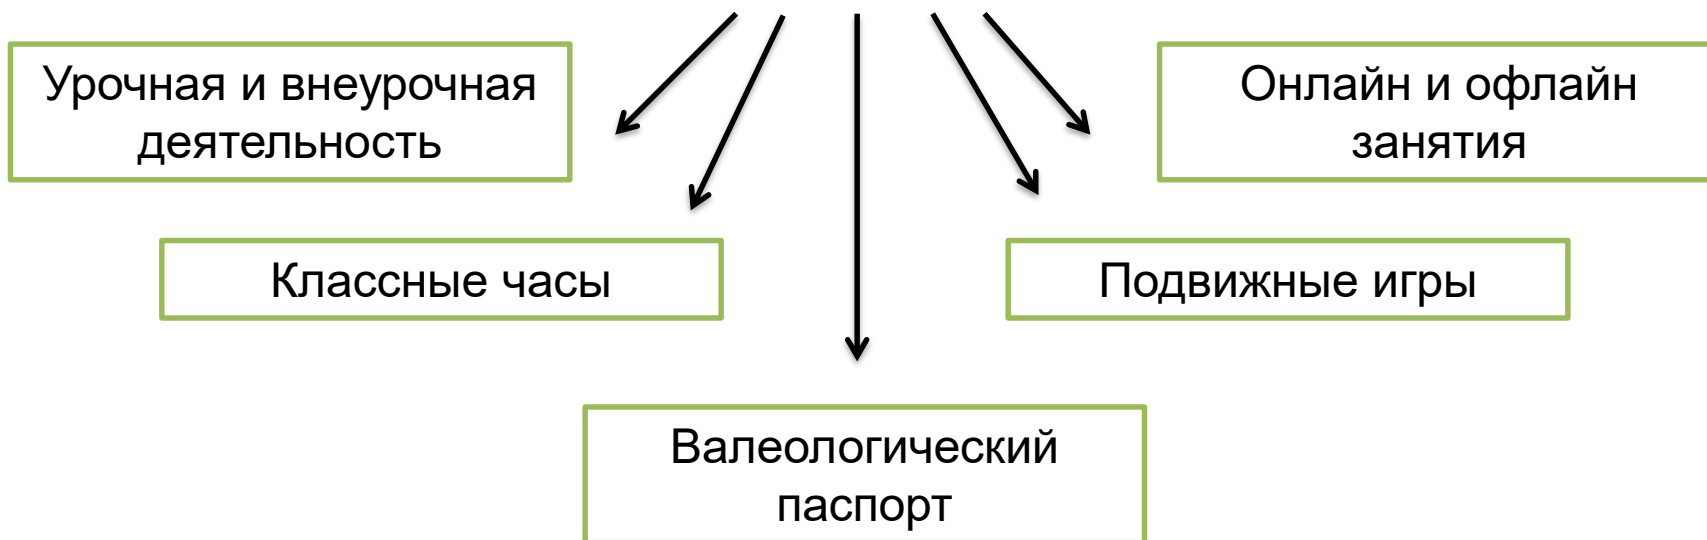 Урочная и внеурочная
деятельность
Онлайн и офлайн
занятия
Классные часы
Подвижные игры
Валеологический
паспорт